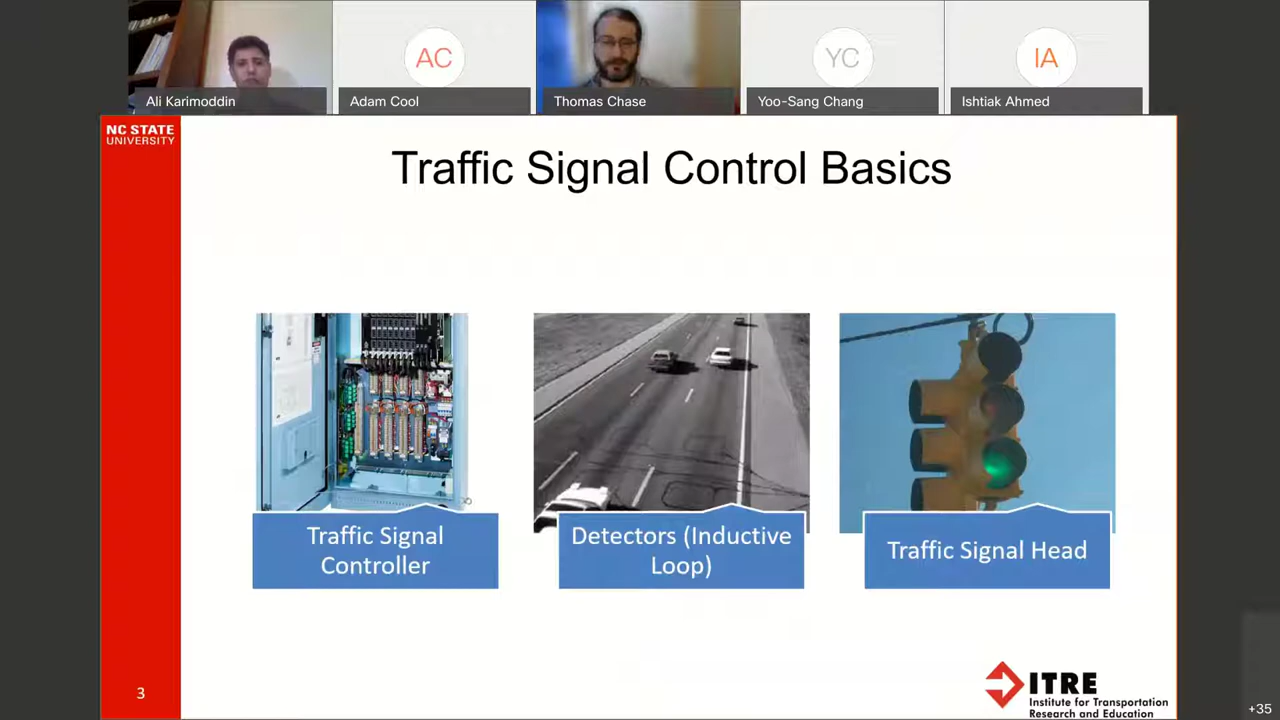 AC
YC
IA
Ali Karimoddin
Adam Cool
Thomas Chase
Yoo-Sang Chang
Ishtiak Ahmed
NC STATE
UNIVERSITY
Traffic Signal Control Basics
Traffic Signal
Controller
Detectors (Inductive
Loop)
Traffic Signal Head
3
ITRE
Institute for Transportation
Research and Education
+35